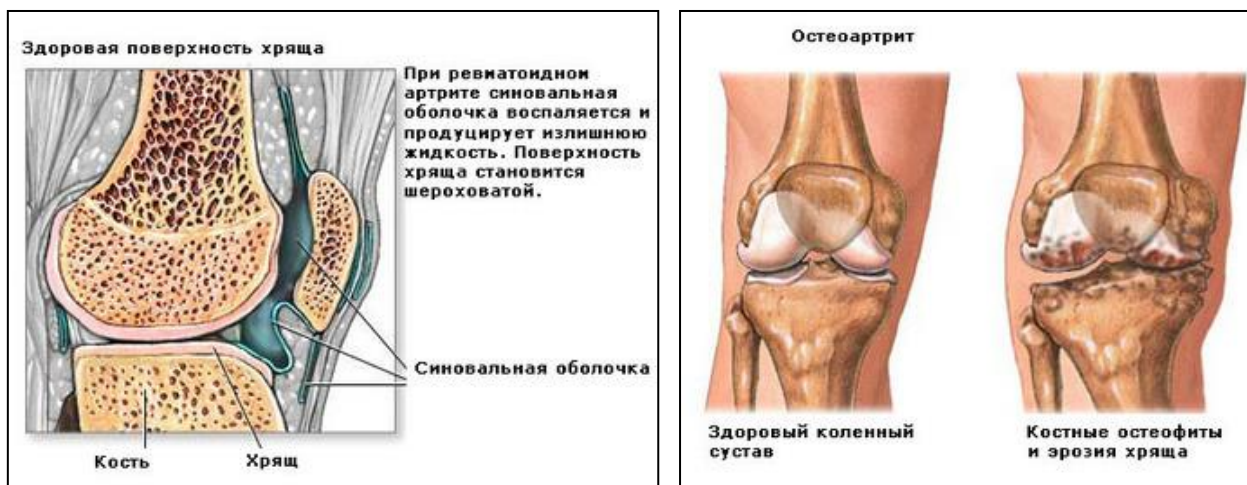 Здоровая поверхность хряща
При ревматоидном
артрите синовальная
оболочка воспаляется и
продуцирует излишнюю
жидкость. Поверхность
хряща становится
шероховатой.
Синовальная оболочка
Кость
Хрящ
Остеоартрит
Здоровый коленный
сустав
Костные остеофиты
и эрозия хряща